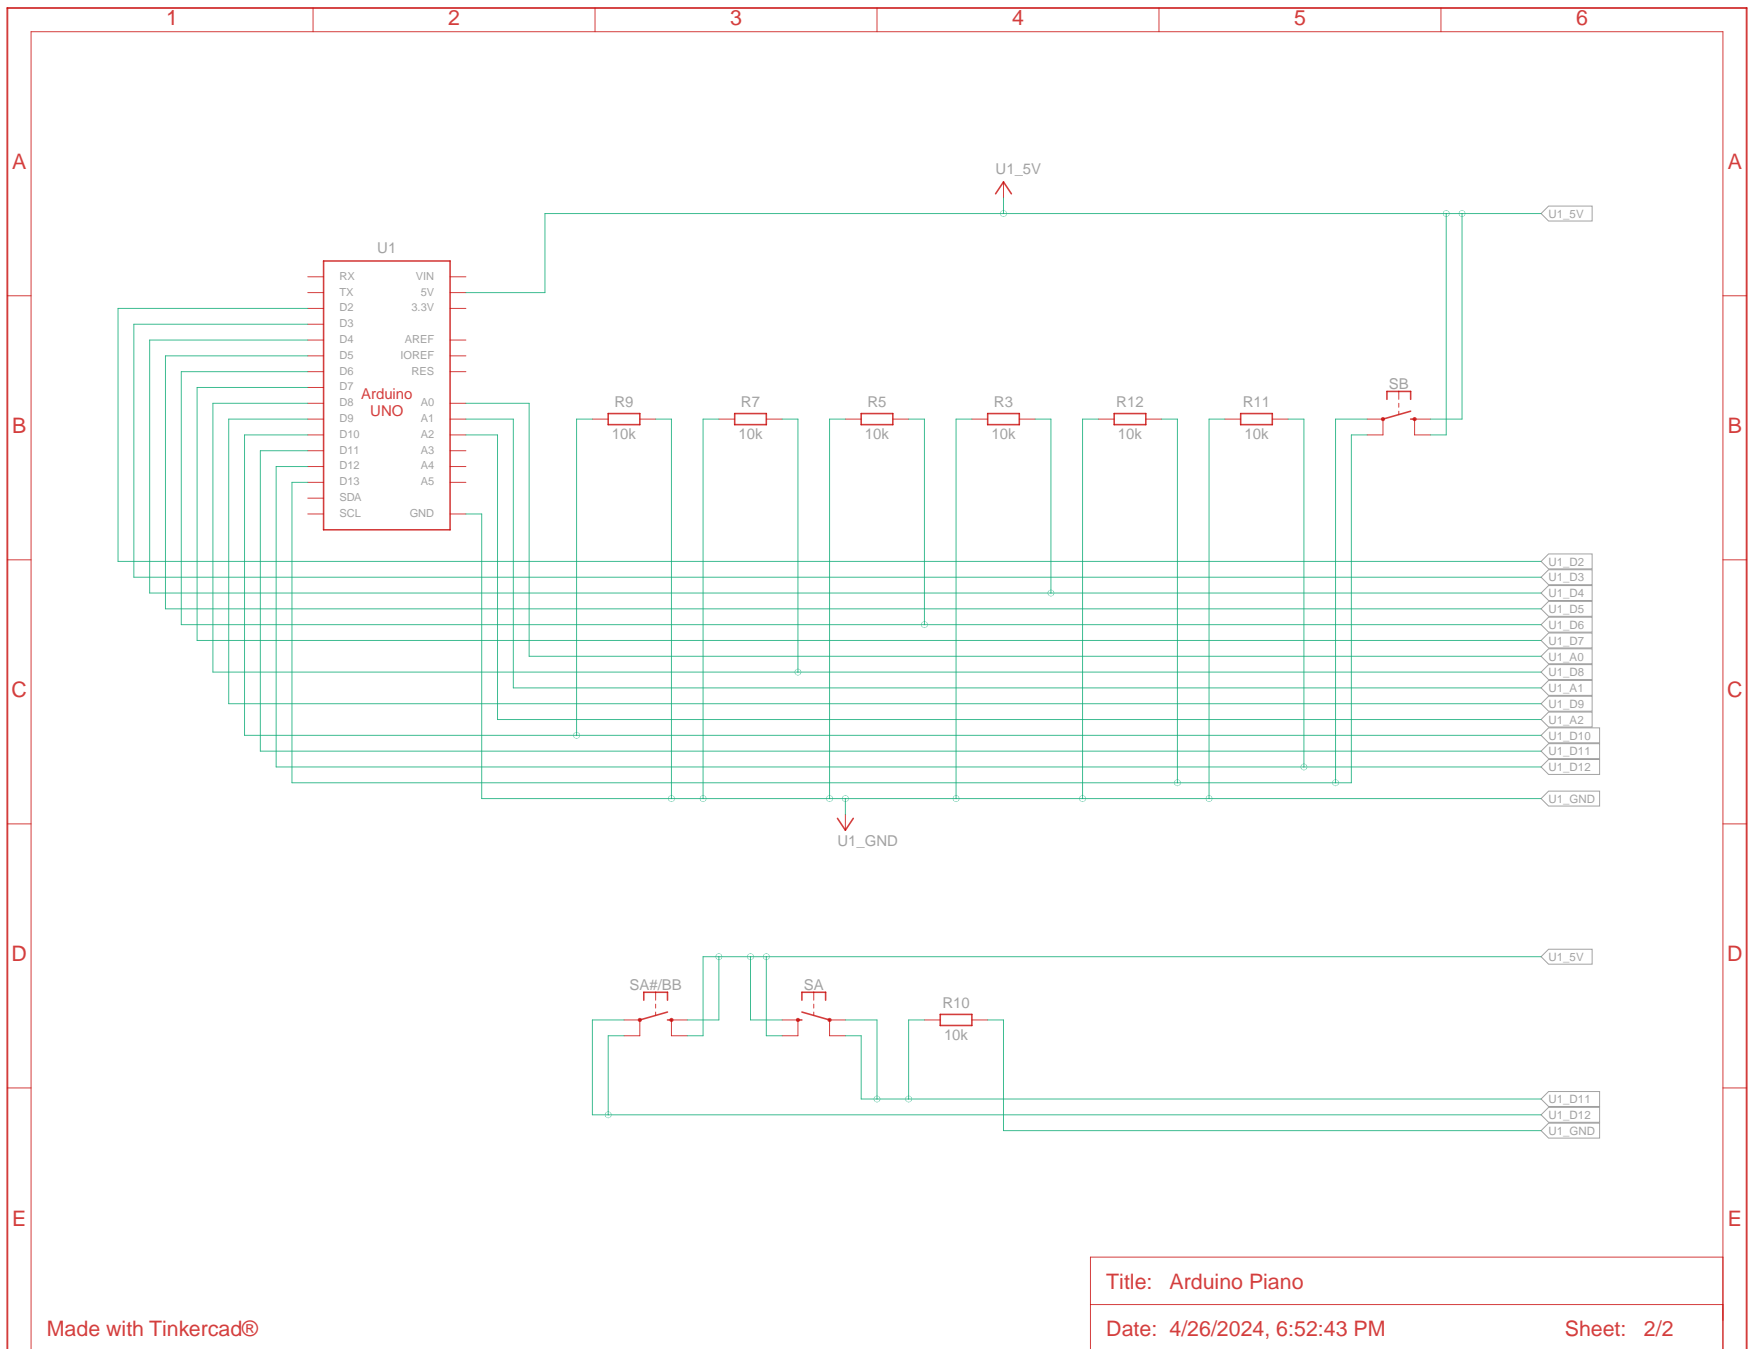 1 2 3 4 5 6
A A
U1_5V
U1_5V
U1
RX VIN
TX 5V
D2 3.3V
D3
D4 AREF
D5 IOREF
D6 RES
D7
Arduino
UNO
D8 A0
D9 A1
D10 A2
D11 A3
D12 A4
D13 A5
SDA
SCL GND
B B
R9 R7 R5 R3 R12 R11 SB
10k 10k 10k 10k 10k 10k
U1_D2
U1_D3
U1_D4
U1_D5
U1_D6
U1_D7
U1_A0
U1_D8
U1_A1
U1_D9
U1_A2
U1_D10
U1_D11
U1_D12
U1_GND
C C
U1_GND
D D
U1_5V
SA#/BB SA R10
10k
U1_D11
U1_D12
U1_GND
E E
Title: Arduino Piano
Made with Tinkercad® Date: 4/26/2024, 6:52:43 PM Sheet: 2/2